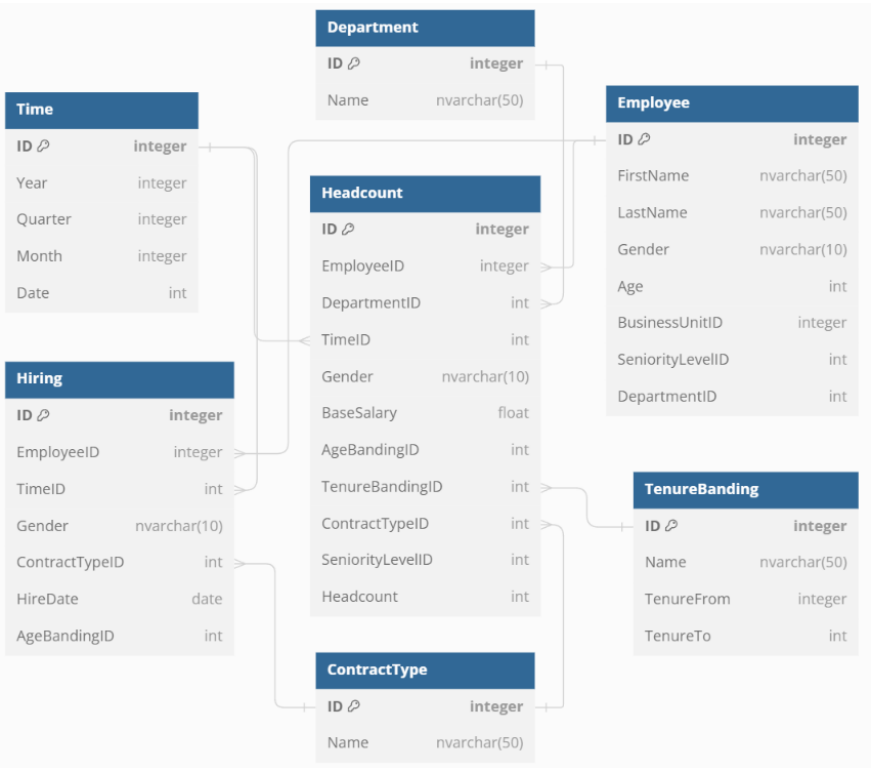 Department
ID integer
Name nvarchar(50)
Time
ID integer
Year integer
Quarter integer
Month integer
Date int
Employee
ID integer
FirstName nvarchar(50)
LastName nvarchar(50)
Gender nvarchar(10)
Age int
BusinessUnitID integer
SeniorityLevelID int
DepartmentID int
Headcount
ID integer
EmployeeID integer
DepartmentID int
TimeID int
Gender nvarchar(10)
BaseSalary float
AgeBandingID int
TenureBandingID int
ContractTypeID int
SeniorityLevelID int
Headcount int
Hiring
ID integer
EmployeeID integer
TimeID int
Gender nvarchar(10)
ContractTypeID int
HireDate date
AgeBandingID int
TenureBanding
ID integer
Name nvarchar(50)
TenureFrom integer
TenureTo int
ContractType
ID integer
Name nvarchar(50)